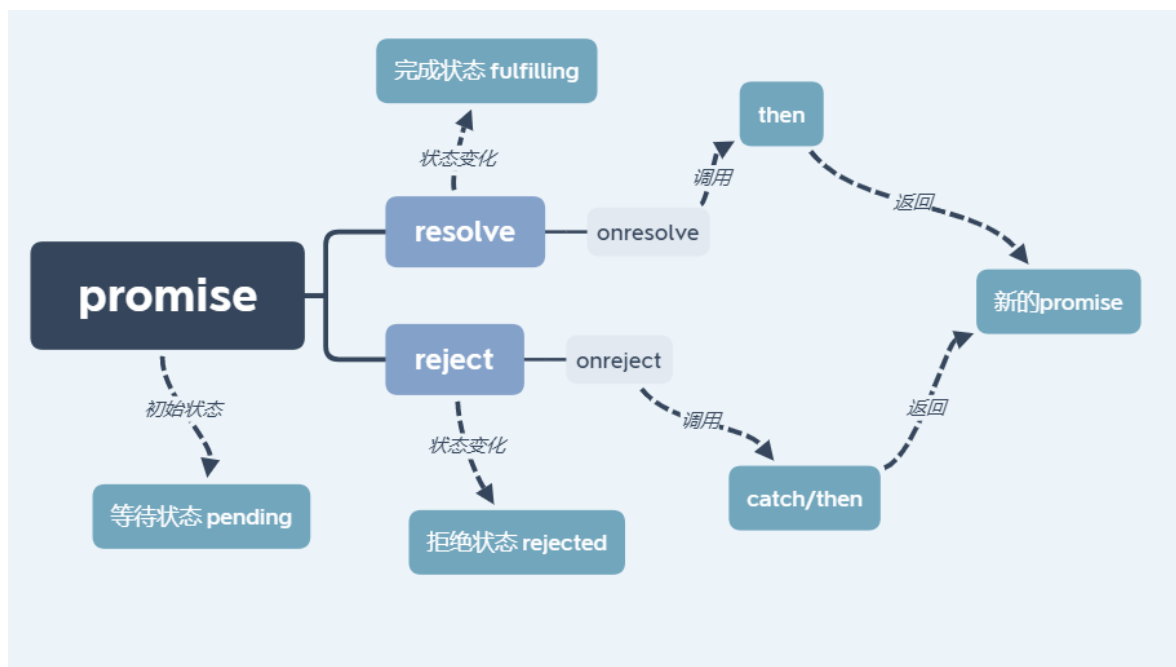 完成状态 fulfilling
then
状态变化
调用
返回
resolve
onresolve
promise
新的promise
reject
onreject
初始状态
状态变化
调用
返回
catch/then
等待状态 pending
拒绝状态 rejected